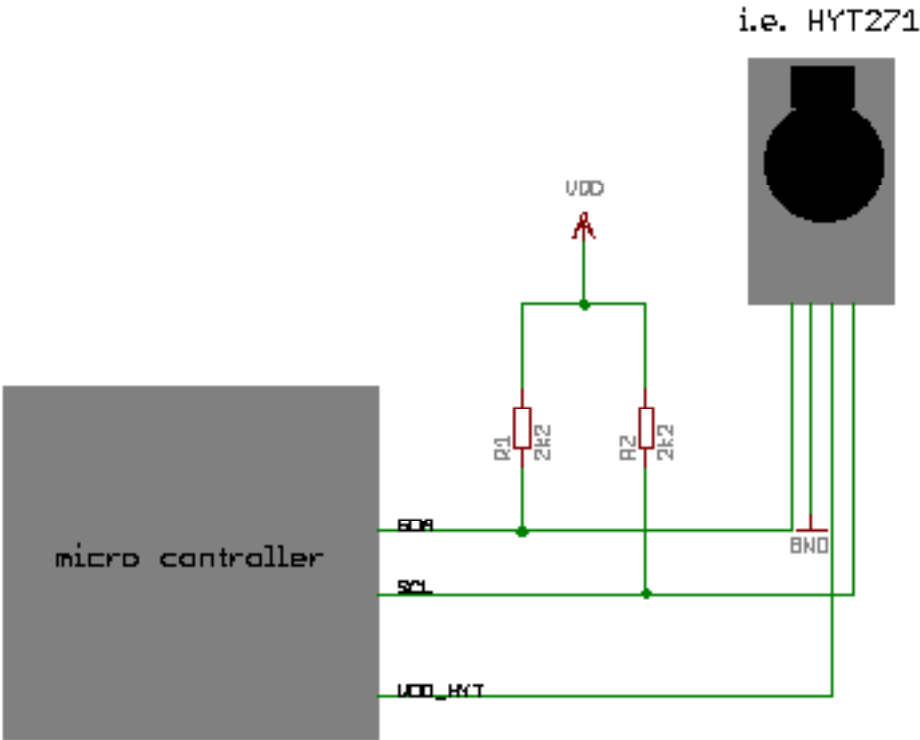 i.e. HYT271
VDD
R1
2k2
R2
2k2
SDA
GND
micro controller
SCL
VDD_HYT